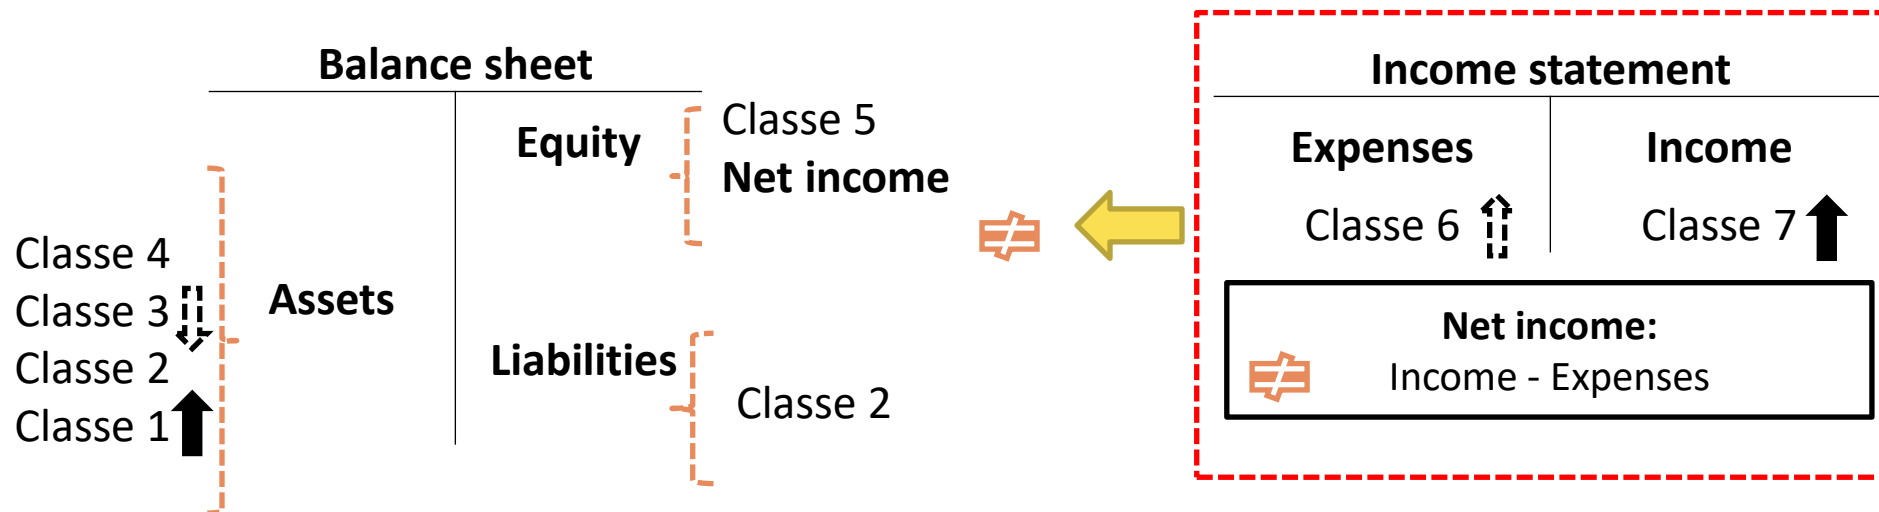 Balance sheet
Equity
Classe 5
Net income
Classe 4
Classe 3
Classe 2
Classe 1
Assets
Liabilities
Classe 2
Income statement
Expenses
Income
Classe 6
Classe 7
Net income:
Income - Expenses